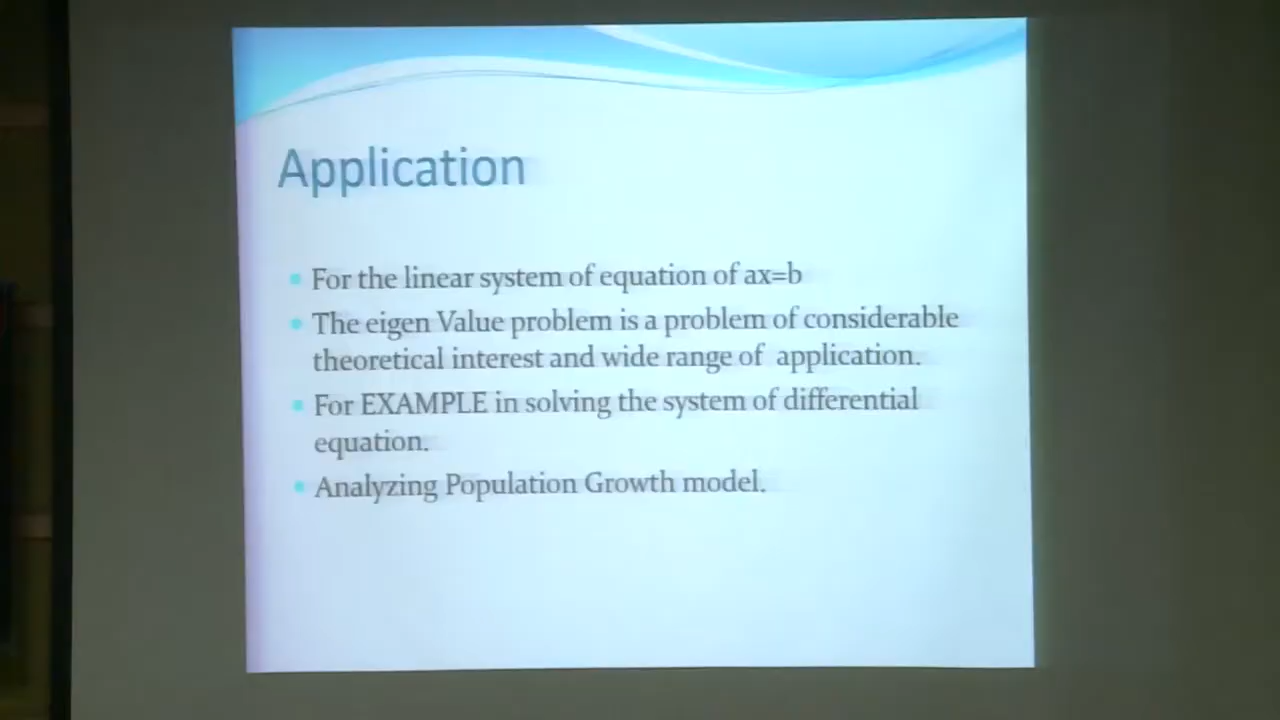 Application
For the linear system of equation of ax=b
The eigen Value problem is a problem of considerable
theoretical interest and wide range of application.
For EXAMPLE in solving the system of differential
equation.
Analyzing Population Growth model.